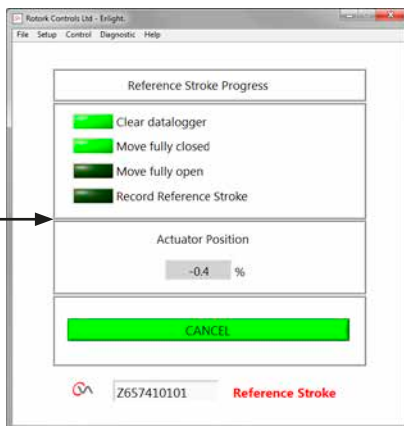 Rotork Controls Ltd - Enlight.
File Setup Control Diagnostic Help
Reference Stroke Progress
Clear datalogger
Move fully closed
Move fully open
Record Reference Stroke
Actuator Position
-0.4 %
CANCEL
Z657410101 Reference Stroke